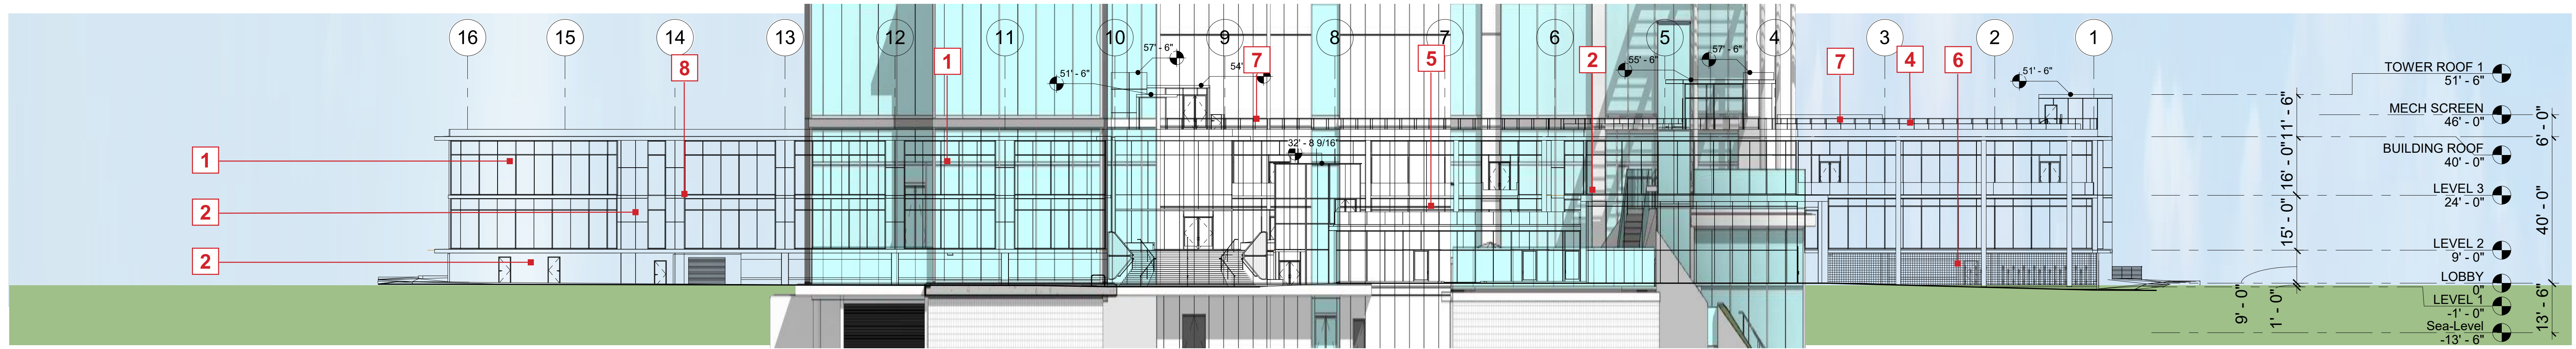 16 15 14 13 12 11 10 9 8 7 6 5 4 3 2 1
8 1 7 5 2 7 4 6
57' - 6"
51' - 6"
54'
55' - 6"
57' - 6"
51' - 6"
32' - 8 9/16"
1
2
2
TOWER ROOF 1
51' - 6"
MECH SCREEN
46' - 0"
BUILDING ROOF
40' - 0"
LEVEL 3
24' - 0"
LEVEL 2
9' - 0"
LOBBY
0"
LEVEL 1
-1' - 0"
Sea-Level
-13' - 6"
11' - 6"
16' - 0"
15' - 0"
9' - 0"
1' - 0"
6' - 0"
40' - 0"
13' - 6"